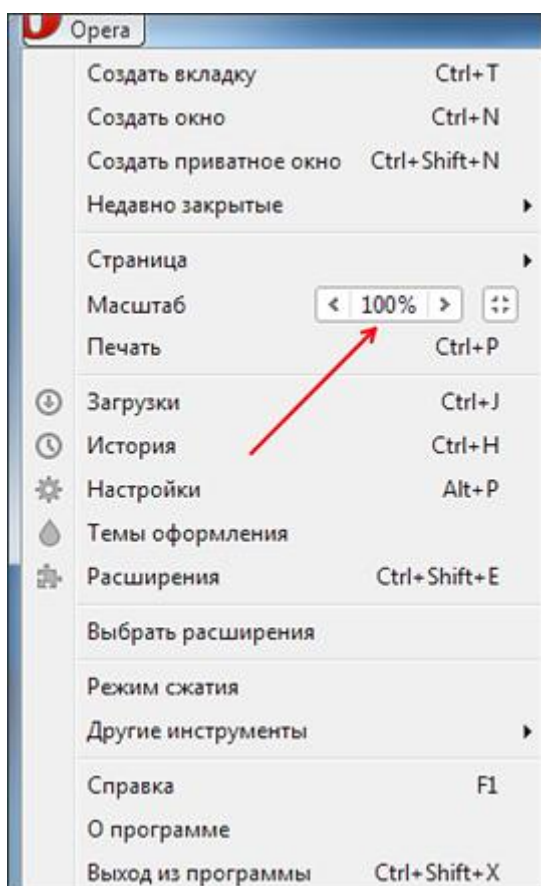 Opera
Создать вкладку Ctrl+T
Создать окно Ctrl+N
Создать приватное окно Ctrl+Shift+N
Недавно закрытые
Страница
Масштаб < 100% >
Печать Ctrl+P
Загрузки Ctrl+J
История Ctrl+H
Настройки Alt+P
Темы оформления
Расширения Ctrl+Shift+E
Выбрать расширения
Режим сжатия
Другие инструменты
Справка F1
О программе
Выход из программы Ctrl+Shift+X